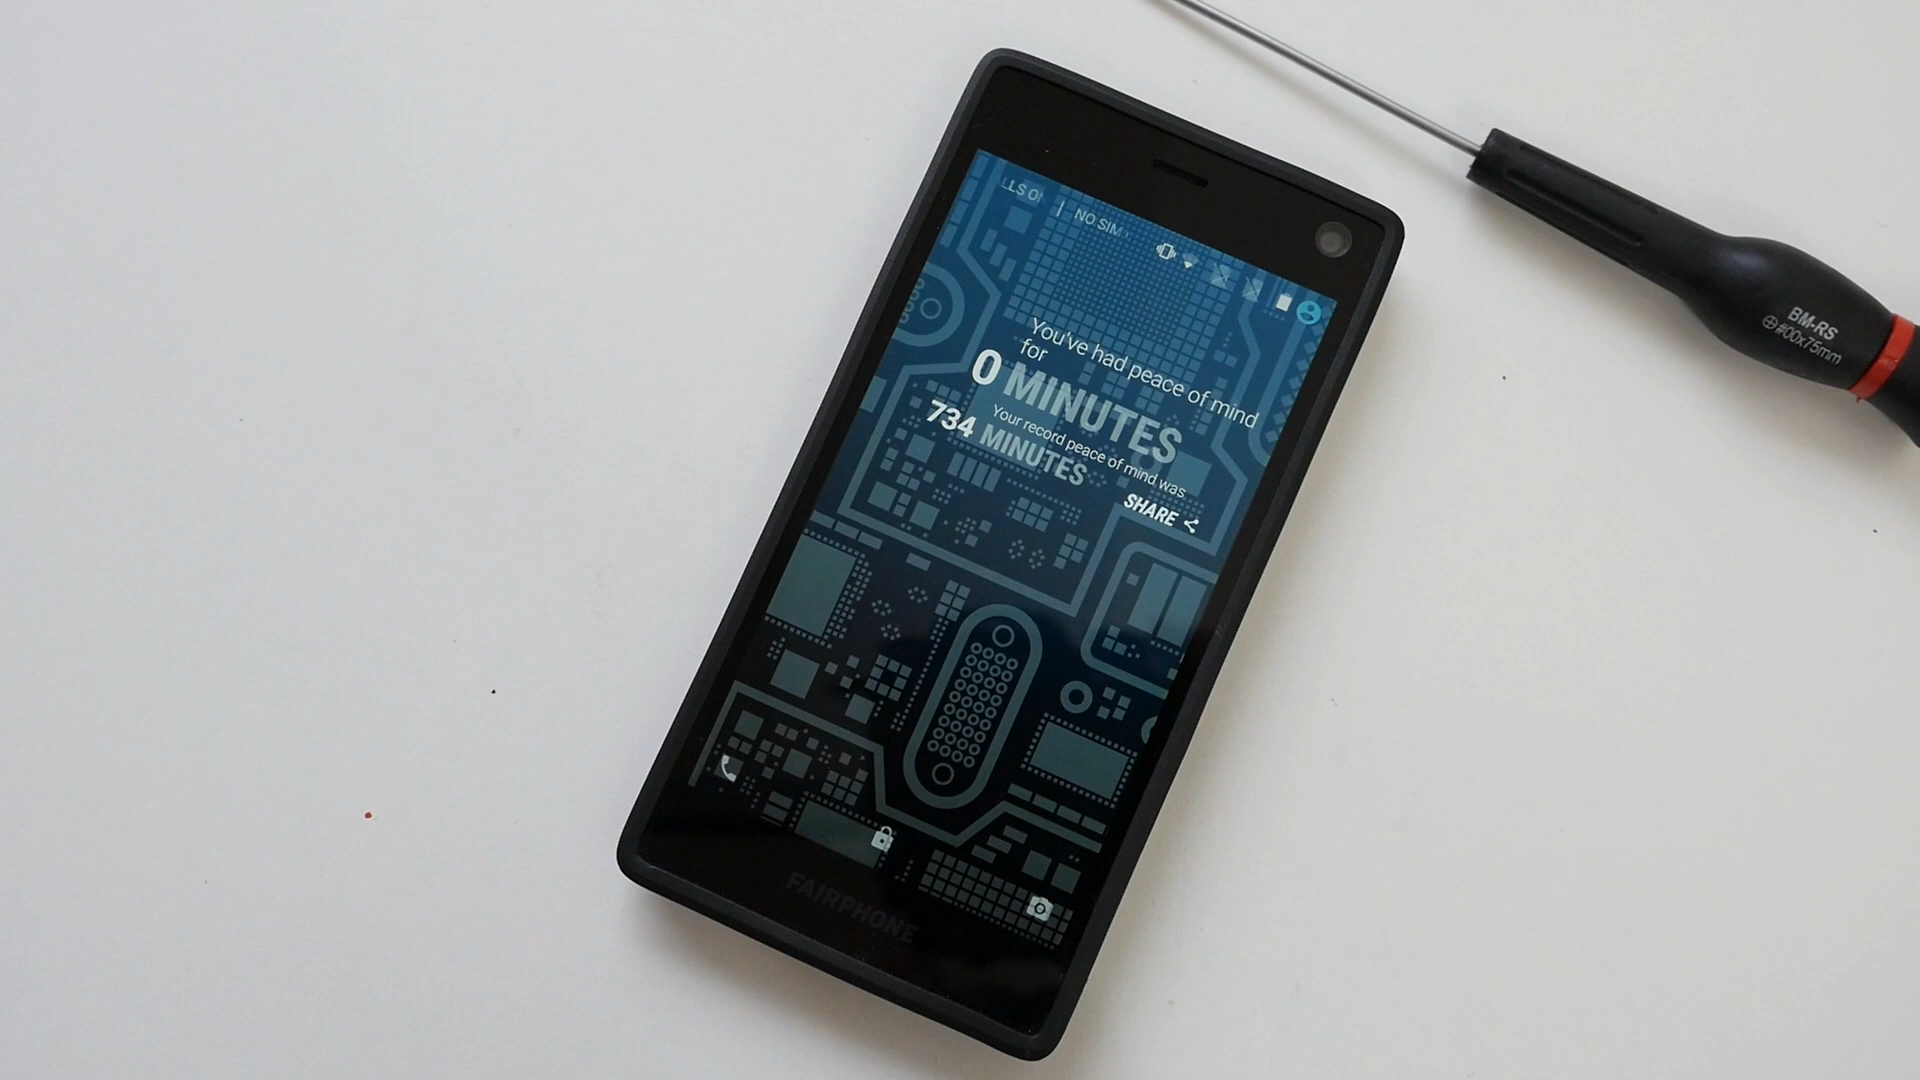 LLS O
NO SIM
You've had peace of mind
for
0 MINUTES
Your record peace of mind was
734 MINUTES
SHARE
FAIRPHONE
BM-RS
#00x75mm